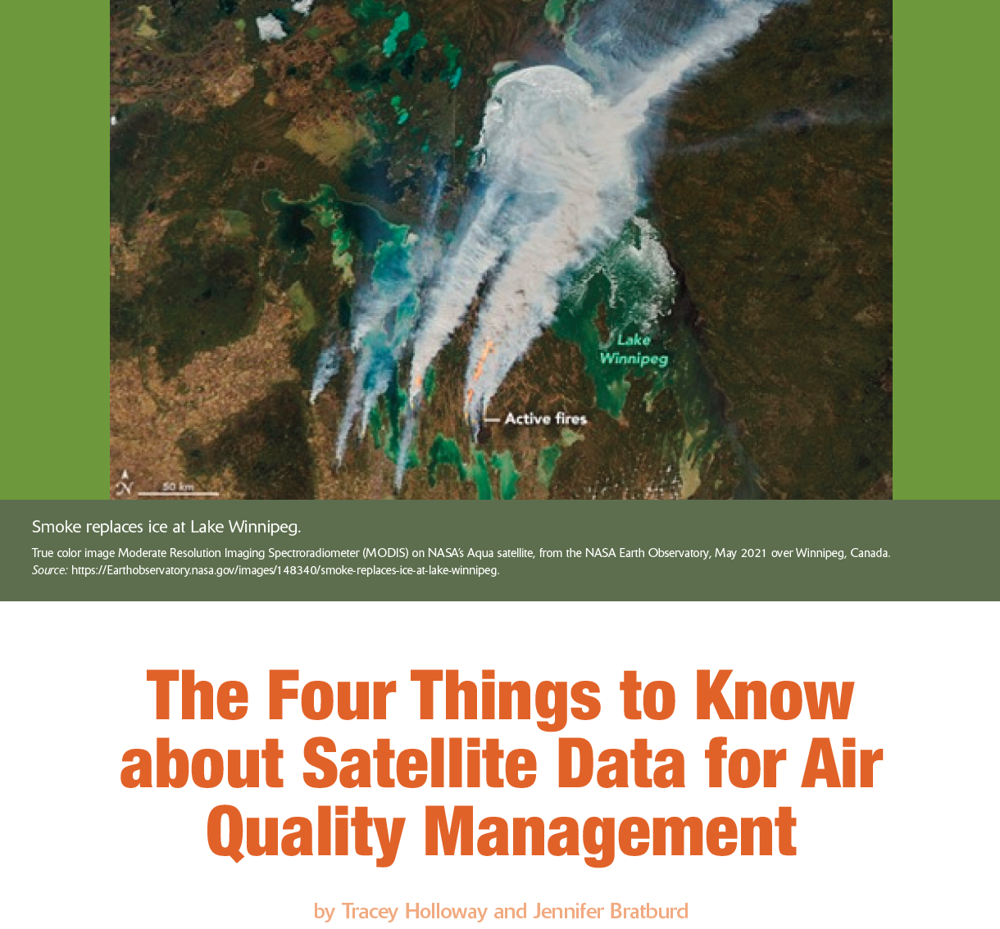 Lake
Winnipeg
Active fires
N
50 km
Smoke replaces ice at Lake Winnipeg.
True color image Moderate Resolution Imaging Spectroradiometer (MODIS) on NASA's Aqua satellite, from the NASA Earth Observatory, May 2021 over Winnipeg, Canada.
Source: https://Earthobservatory.nasa.gov/images/148340/smoke-replaces-ice-at-lake-winnipeg.
The Four Things to Know
about Satellite Data for Air
Quality Management
by Tracey Holloway and Jennifer Bratburd